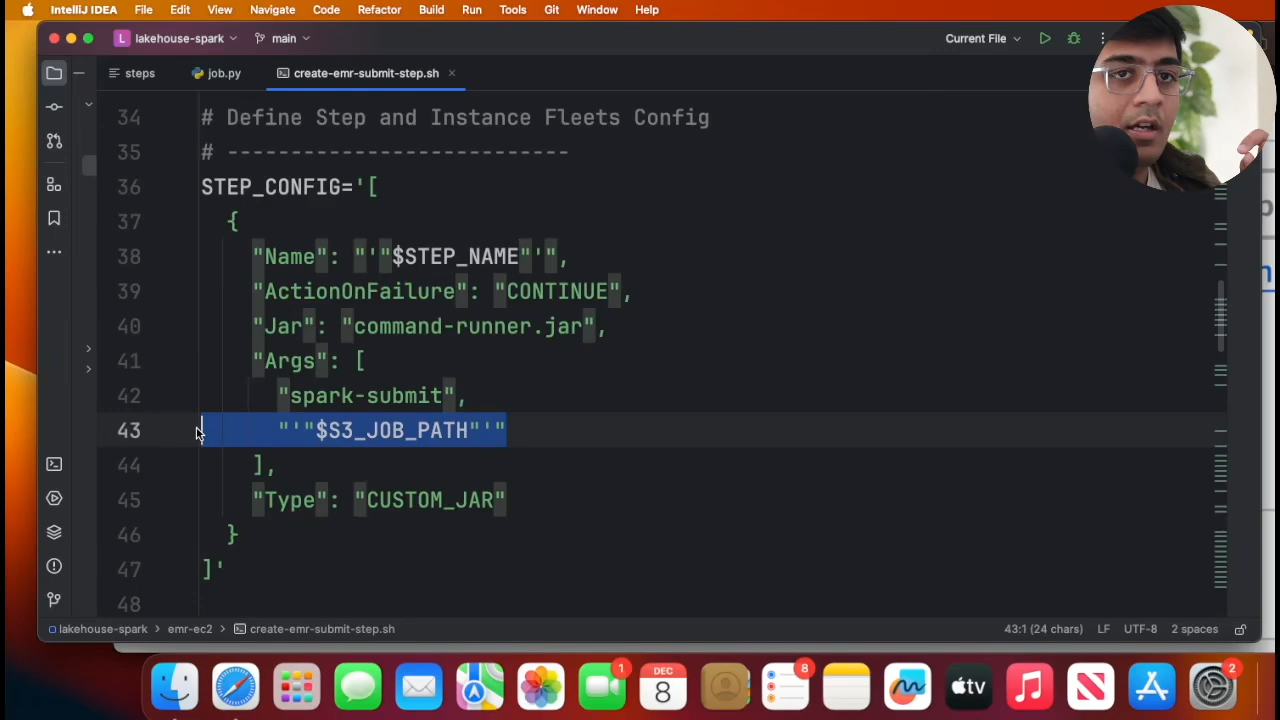 IntelliJ IDEA File Edit View Navigate Code Refactor Build Run Tools Git Window Help
L lakehouse-spark main Current File
steps job.py create-emr-submit-step.sh
34 # Define Step and Instance Fleets Config
35 # ---------------------------
36 STEP_CONFIG='[
37 {
38 "Name": "'"$STEP_NAME"'",
39 "ActionOnFailure": "CONTINUE",
40 "Jar": "command-runner.jar",
41 "Args": [
42 "spark-submit",
43 "'"$S3_JOB_PATH"'"
44 ],
45 "Type": "CUSTOM_JAR"
46 }
47 ]'
48
lakehouse-spark > emr-ec2 > create-emr-submit-step.sh 43:1 (24 chars) LF UTF-8 2 spaces
1 DEC 8 8 tv 2